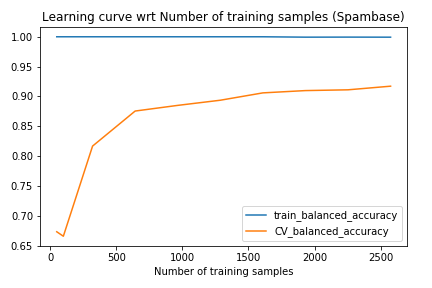 Learning curve wrt Number of training samples (Spambase)
1.00
0.95
0.90
0.85
0.80
0.75
0.70
0.65
train_balanced_accuracy
CV_balanced_accuracy
0 500 1000 1500 2000 2500
Number of training samples